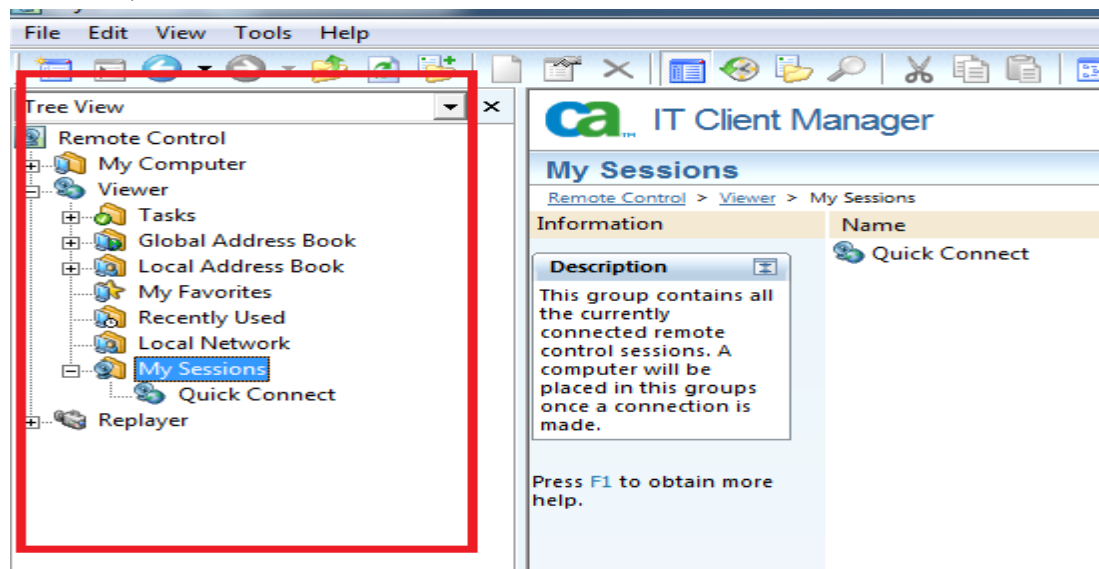 File Edit View Tools Help
Tree View
Remote Control
My Computer
Viewer
Tasks
Global Address Book
Local Address Book
My Favorites
Recently Used
Local Network
My Sessions
Quick Connect
Replayer
ca TM IT Client Manager
My Sessions
Remote Control > Viewer > My Sessions
Information Name
Quick Connect
Description
This group contains all
the currently
connected remote
control sessions. A
computer will be
placed in this groups
once a connection is
made.
Press F1 to obtain more
help.